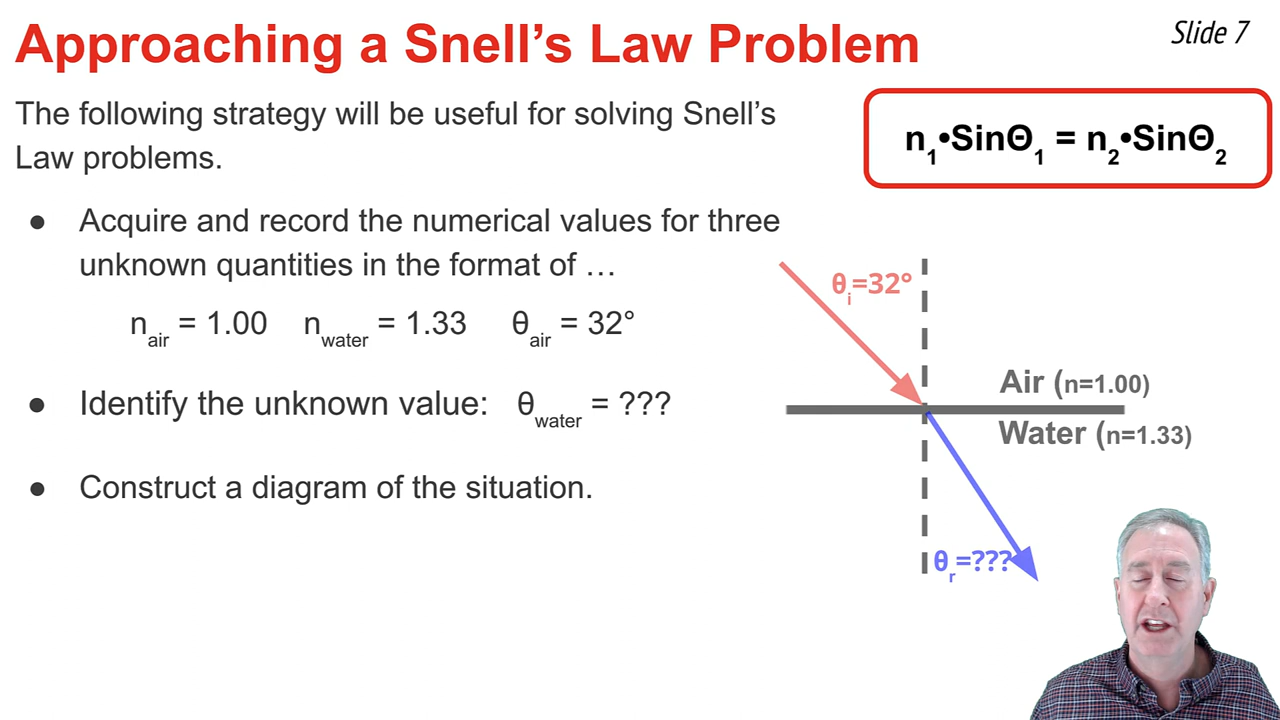 Approaching a Snell's Law Problem
Slide 7
The following strategy will be useful for solving Snell's
Law problems.
n1•SinΘ1 = n2•SinΘ2
● Acquire and record the numerical values for three
unknown quantities in the format of …
nair = 1.00 nwater = 1.33 θair = 32°
● Identify the unknown value: θwater = ???
● Construct a diagram of the situation.
θi=32°
Air (n=1.00)
Water (n=1.33)
θr=???